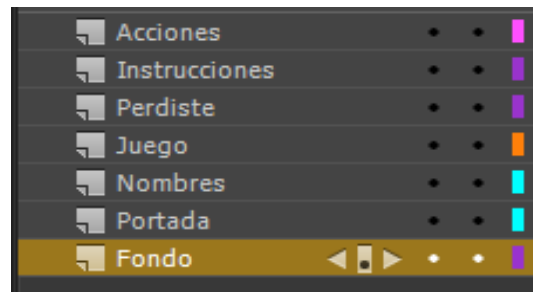 Acciones
Instrucciones
Perdiste
Juego
Nombres
Portada
Fondo